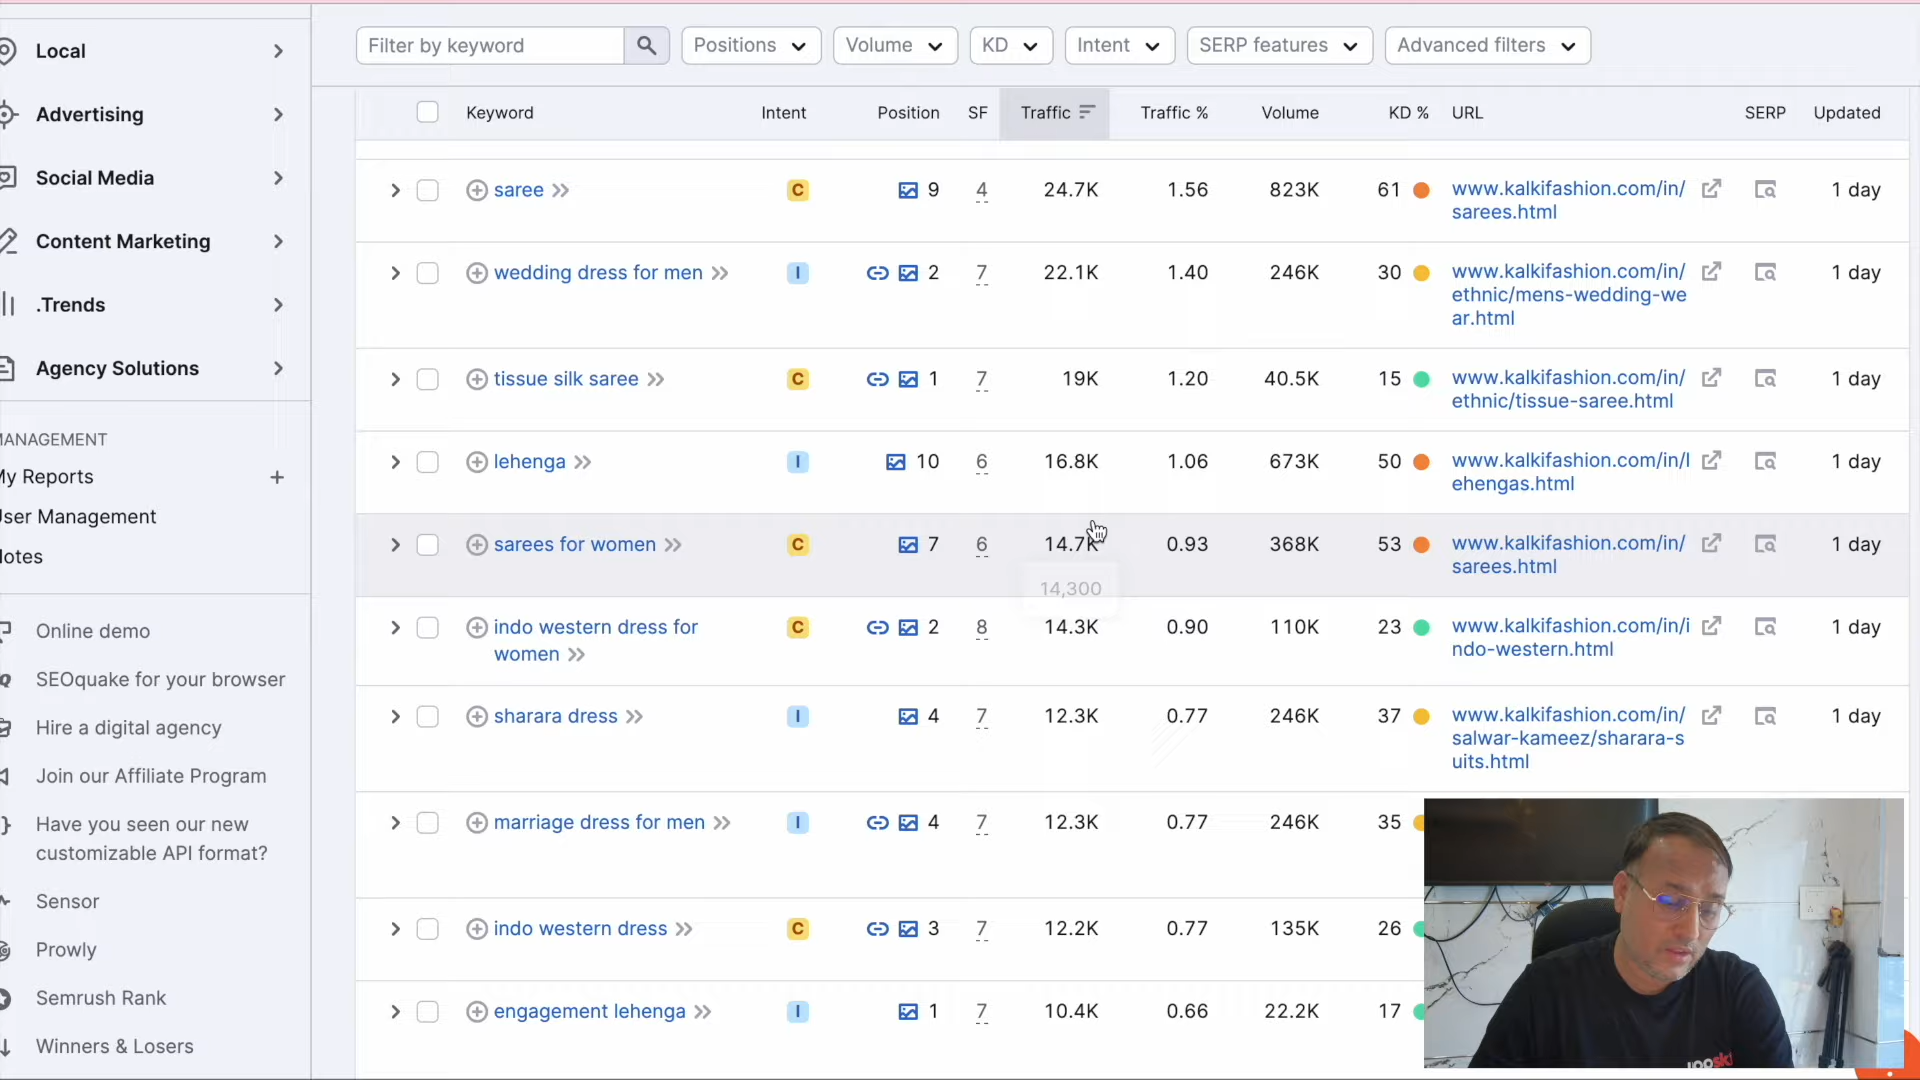 Local
Advertising
Social Media
Content Marketing
.Trends
Agency Solutions
MANAGEMENT
My Reports
User Management
Notes
Online demo
SEOquake for your browser
Hire a digital agency
Join our Affiliate Program
Have you seen our new
customizable API format?
Sensor
Prowly
Semrush Rank
Winners & Losers
Filter by keyword Positions Volume KD Intent SERP features Advanced filters
Keyword Intent Position SF Traffic Traffic % Volume KD % URL SERP Updated
saree C 9 4 24.7K 1.56 823K 61 www.kalkifashion.com/in/ 1 day
sarees.html
wedding dress for men I 2 7 22.1K 1.40 246K 30 www.kalkifashion.com/in/ 1 day
ethnic/mens-wedding-we
ar.html
tissue silk saree C 1 7 19K 1.20 40.5K 15 www.kalkifashion.com/in/ 1 day
ethnic/tissue-saree.html
lehenga I 10 6 16.8K 1.06 673K 50 www.kalkifashion.com/in/l 1 day
ehengas.html
sarees for women C 7 6 14.7K 0.93 368K 53 www.kalkifashion.com/in/ 1 day
sarees.html
14,300
indo western dress for C 2 8 14.3K 0.90 110K 23 www.kalkifashion.com/in/i 1 day
women ndo-western.html
sharara dress I 4 7 12.3K 0.77 246K 37 www.kalkifashion.com/in/ 1 day
salwar-kameez/sharara-s
uits.html
marriage dress for men I 4 7 12.3K 0.77 246K 35
indo western dress C 3 7 12.2K 0.77 135K 26
engagement lehenga I 1 7 10.4K 0.66 22.2K 17